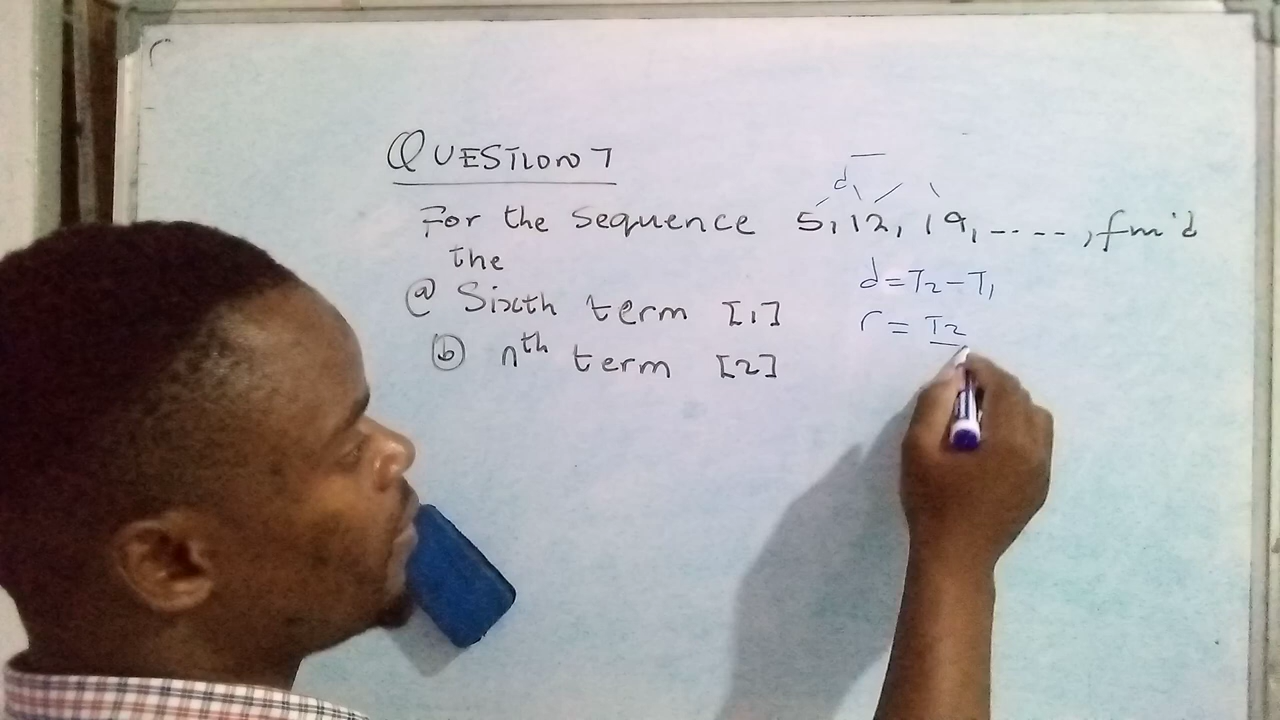 QUESTION 7
For the sequence 5, 12, 19, ----, find
the
(a) Sixth term [1]
(b) nth term [2]
d
d = T2 - T1
r = T2